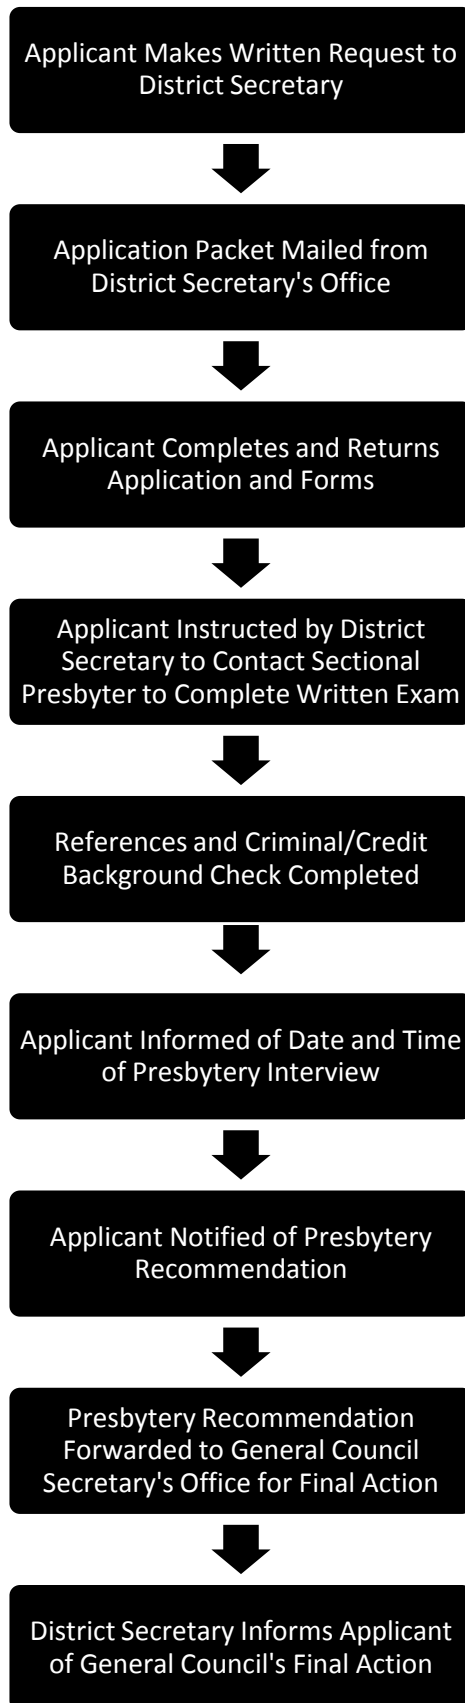 Applicant Makes Written Request to
District Secretary
Application Packet Mailed from
District Secretary's Office
Applicant Completes and Returns
Application and Forms
Applicant Instructed by District
Secretary to Contact Sectional
Presbyter to Complete Written Exam
References and Criminal/Credit
Background Check Completed
Applicant Informed of Date and Time
of Presbytery Interview
Applicant Notified of Presbytery
Recommendation
Presbytery Recommendation
Forwarded to General Council
Secretary's Office for Final Action
District Secretary Informs Applicant
of General Council's Final Action